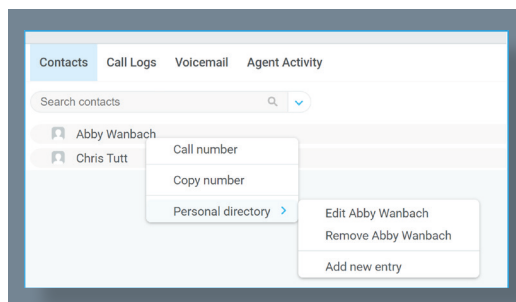 Contacts Call Logs Voicemail Agent Activity
Search contacts
Abby Wanbach
Chris Tutt
Call number
Copy number
Personal directory
Edit Abby Wanbach
Remove Abby Wanbach
Add new entry